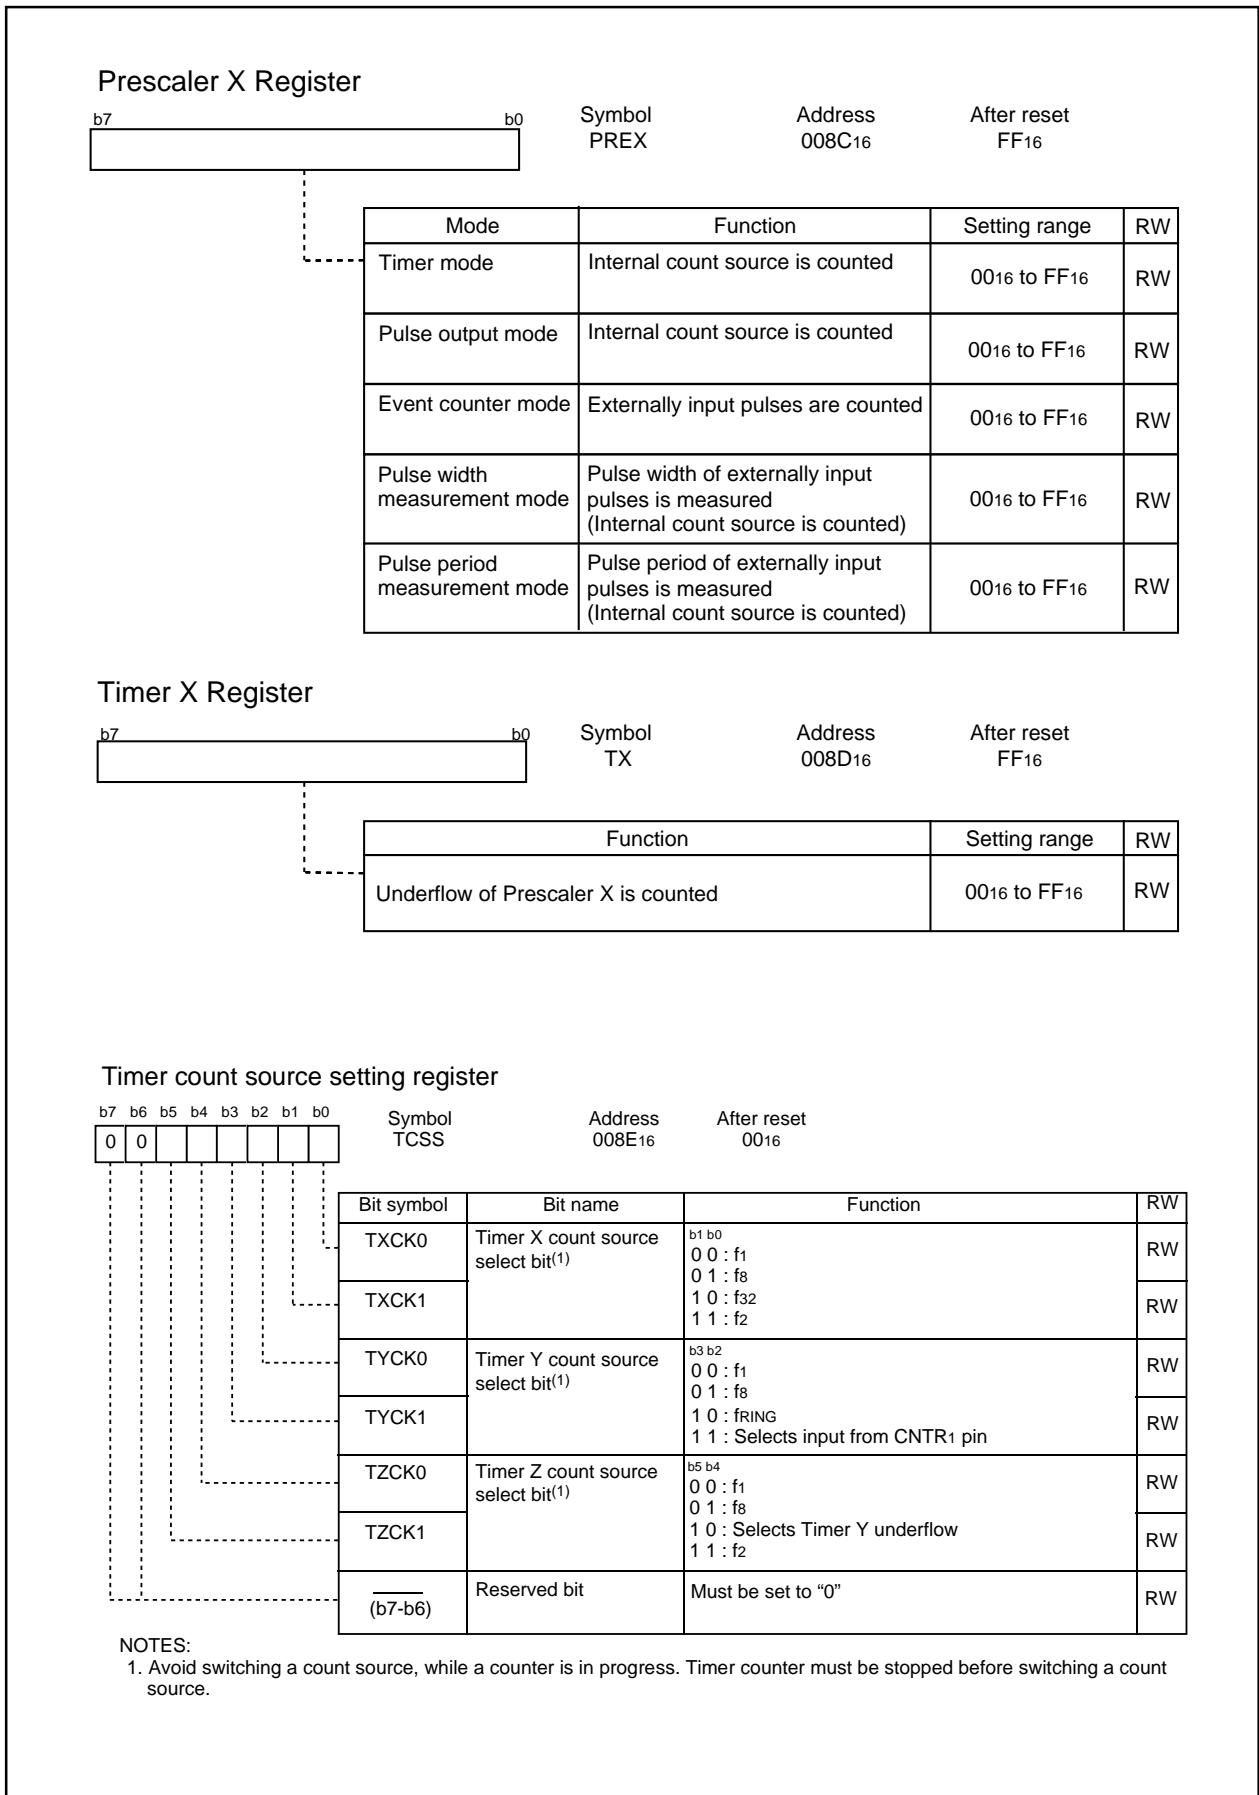 Prescaler X Register
b7 b0 Symbol Address After reset
PREX 008C16 FF16
Mode Function Setting range RW
Timer mode Internal count source is counted 0016 to FF16 RW
Pulse output mode Internal count source is counted 0016 to FF16 RW
Event counter mode Externally input pulses are counted 0016 to FF16 RW
Pulse width measurement mode Pulse width of externally input
pulses is measured 0016 to FF16 RW
(Internal count source is counted)
Pulse period measurement mode Pulse period of externally input
pulses is measured 0016 to FF16 RW
(Internal count source is counted)
Timer X Register
b7 b0 Symbol Address After reset
TX 008D16 FF16
Function Setting range RW
Underflow of Prescaler X is counted 0016 to FF16 RW
Timer count source setting register
b7 b6 b5 b4 b3 b2 b1 b0 Symbol Address After reset
0 0 TCSS 008E16 0016
Bit symbol Bit name Function RW
TXCK0 Timer X count source select bit(1) b1 b0 RW
0 0 : f1
0 1 : f8
TXCK1 1 0 : f32 RW
1 1 : f2
TYCK0 Timer Y count source select bit(1) b3 b2 RW
0 0 : f1
0 1 : f8
TYCK1 1 0 : fRING RW
1 1 : Selects input from CNTR1 pin
TZCK0 Timer Z count source select bit(1) b5 b4 RW
0 0 : f1
0 1 : f8
TZCK1 1 0 : Selects Timer Y underflow RW
1 1 : f2
(b7-b6) Reserved bit Must be set to “0” RW
NOTES:
1. Avoid switching a count source, while a counter is in progress. Timer counter must be stopped before switching a count
source.